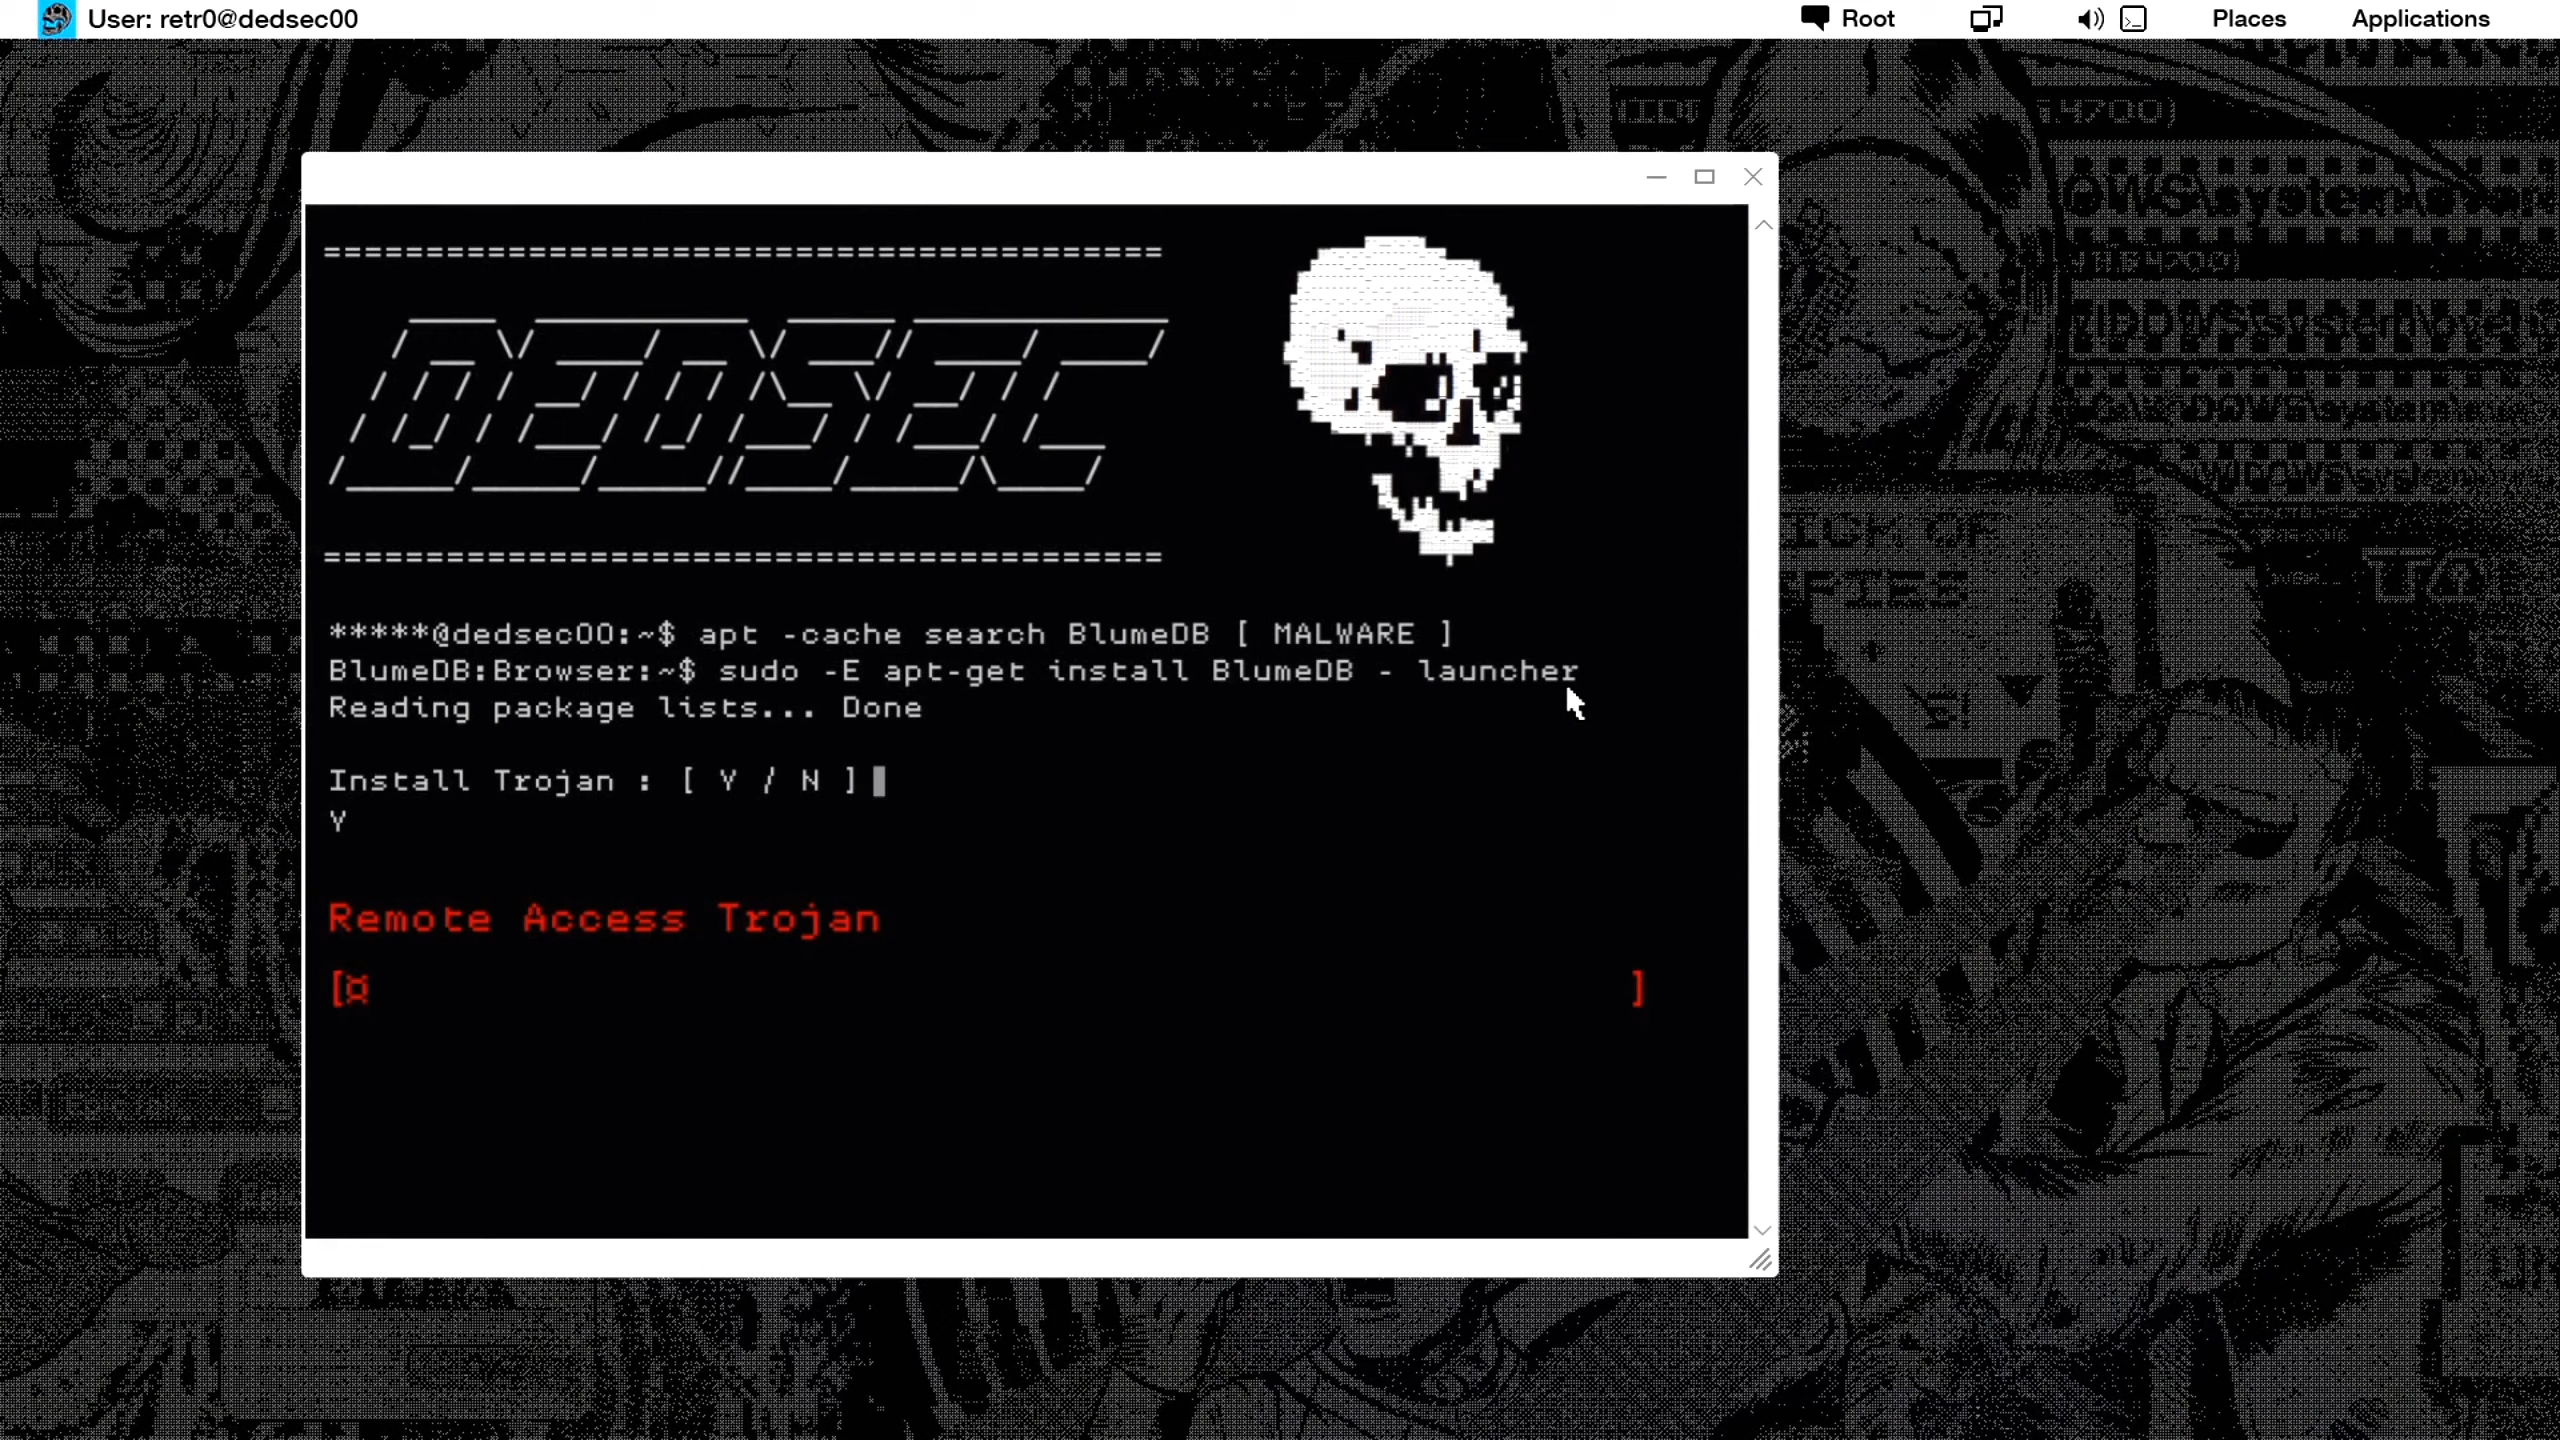 User: retr0@dedsec00
Root
Places
Applications
========================================
DEDSEC
========================================
*****@dedsec00:~$ apt -cache search BlumeDB [ MALWARE ]
BlumeDB:Browser:~$ sudo -E apt-get install BlumeDB - launcher
Reading package lists... Done
Install Trojan : [ Y / N ]
Y
Remote Access Trojan
[¤ ]